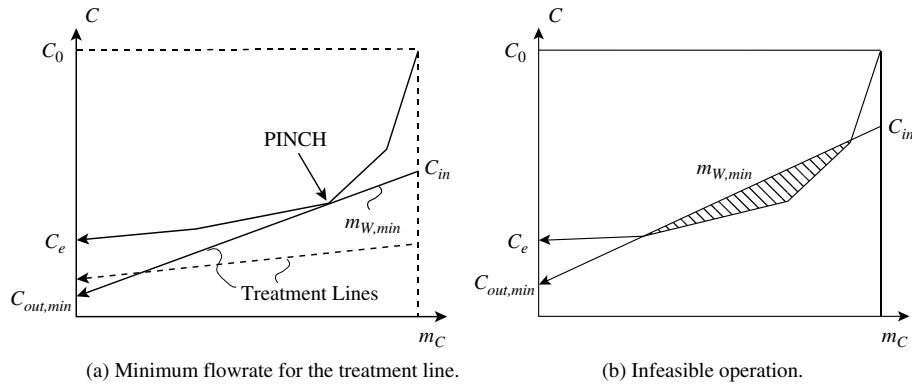 C
C0
PINCH
Cin
mW,min
Ce
Cout,min
Treatment Lines
mC
(a) Minimum flowrate for the treatment line.
C
C0
Cin
mW,min
Ce
Cout,min
mC
(b) Infeasible operation.